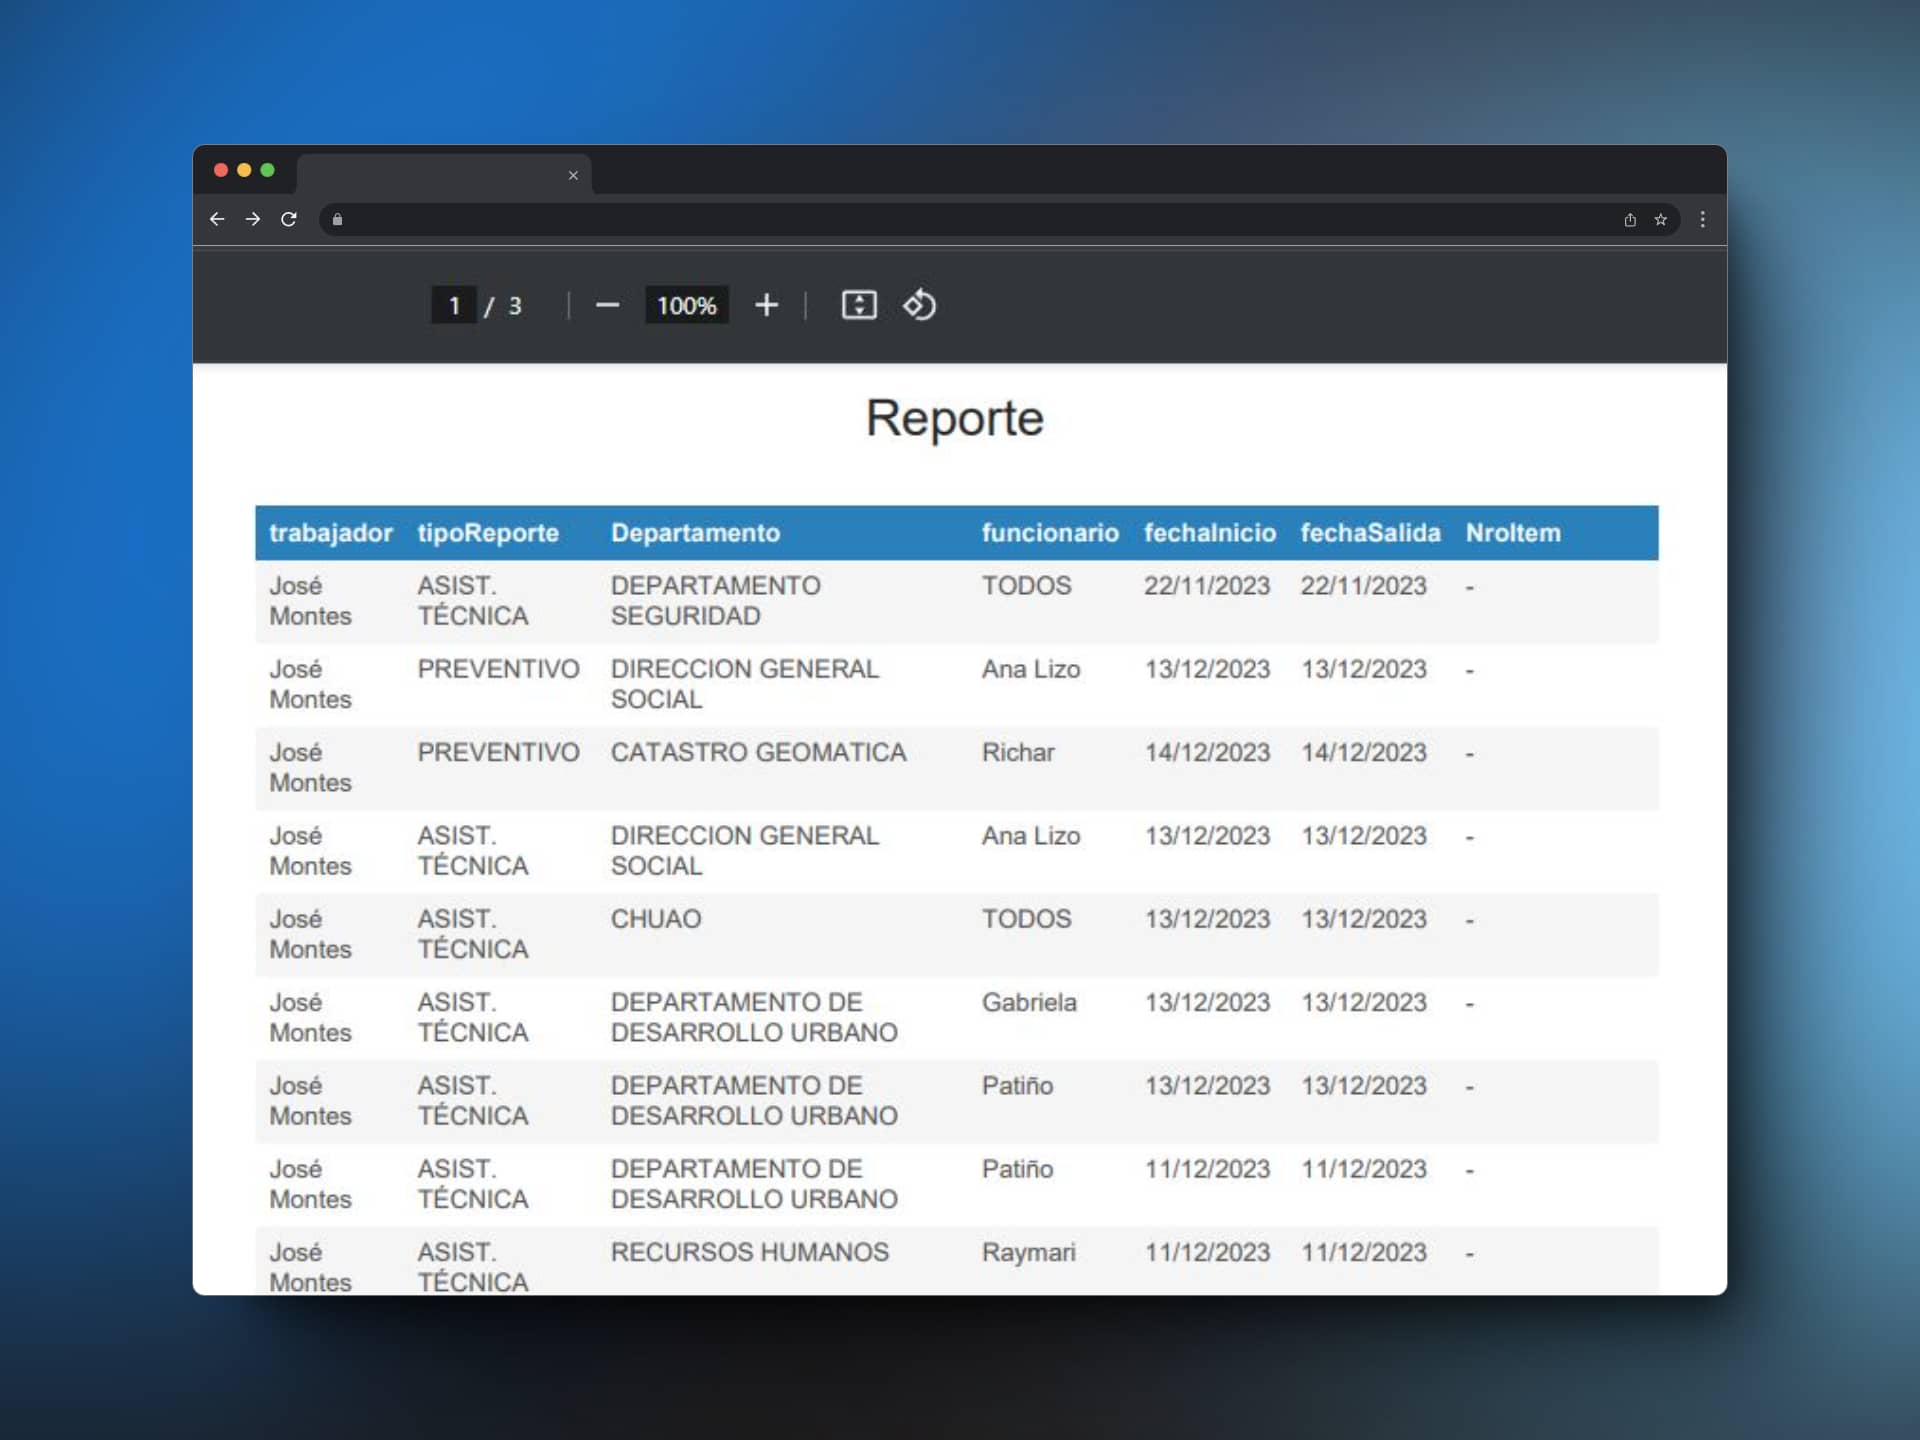 1 / 3 100%
Reporte
trabajador tipoReporte Departamento funcionario fechaInicio fechaSalida NroItem
José ASIST. DEPARTAMENTO TODOS 22/11/2023 22/11/2023 -
Montes TÉCNICA SEGURIDAD
José PREVENTIVO DIRECCION GENERAL Ana Lizo 13/12/2023 13/12/2023 -
Montes SOCIAL
José PREVENTIVO CATASTRO GEOMATICA Richar 14/12/2023 14/12/2023 -
Montes
José ASIST. DIRECCION GENERAL Ana Lizo 13/12/2023 13/12/2023 -
Montes TÉCNICA SOCIAL
José ASIST. CHUAO TODOS 13/12/2023 13/12/2023 -
Montes TÉCNICA
José ASIST. DEPARTAMENTO DE Gabriela 13/12/2023 13/12/2023 -
Montes TÉCNICA DESARROLLO URBANO
José ASIST. DEPARTAMENTO DE Patiño 13/12/2023 13/12/2023 -
Montes TÉCNICA DESARROLLO URBANO
José ASIST. DEPARTAMENTO DE Patiño 11/12/2023 11/12/2023 -
Montes TÉCNICA DESARROLLO URBANO
José ASIST. RECURSOS HUMANOS Raymari 11/12/2023 11/12/2023 -
Montes TÉCNICA